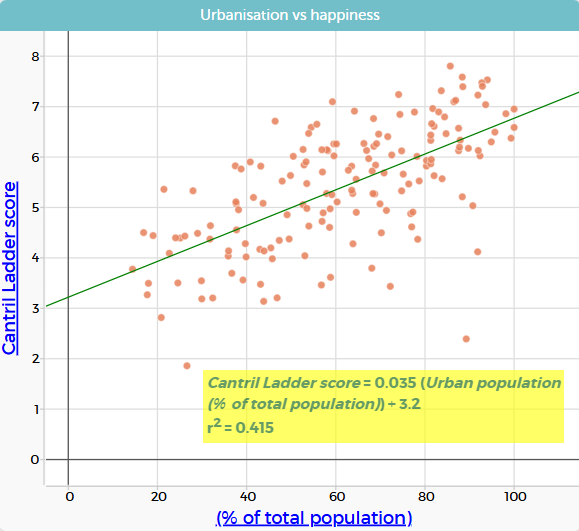 Urbanisation vs happiness
8
7
6
5
4
3
2
1
0
Cantril Ladder score
Cantril Ladder score = 0.035 (Urban population
(% of total population)) + 3.2
r² = 0.415
0 20 40 60 80 100
(% of total population)